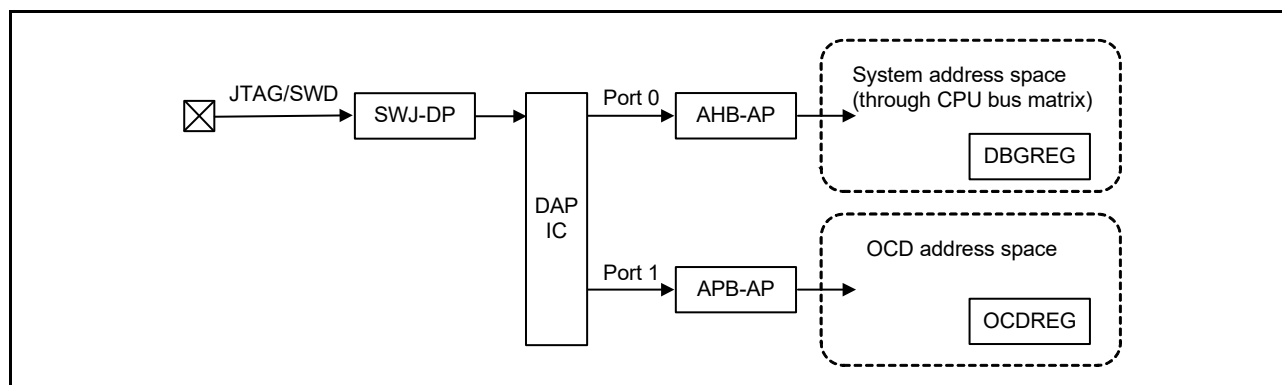 JTAG/SWD
SWJ-DP
DAP
IC
Port 0
AHB-AP
System address space
(through CPU bus matrix)
DBGREG
Port 1
APB-AP
OCD address space
OCDREG